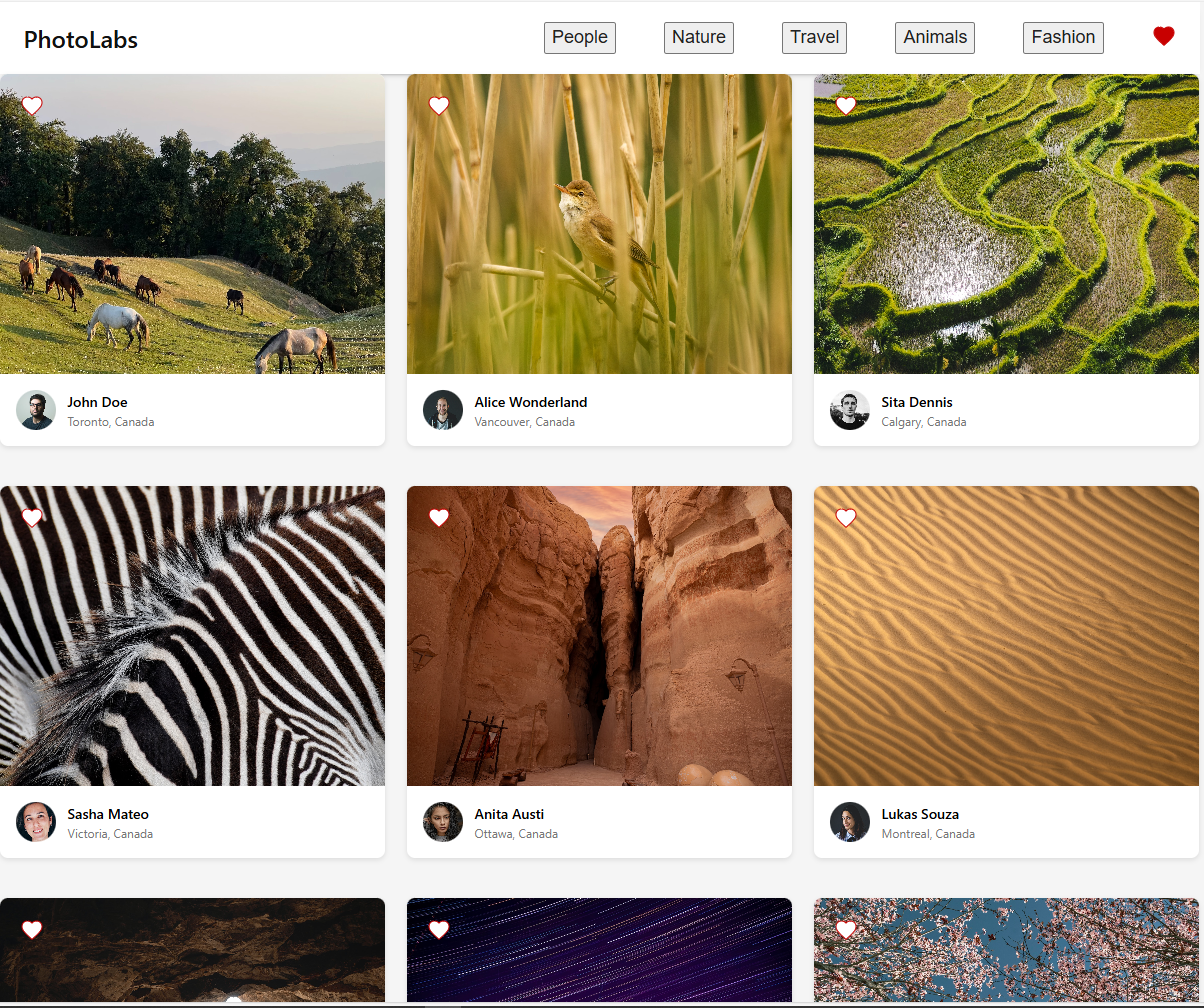 PhotoLabs
People
Nature
Travel
Animals
Fashion
John Doe
Toronto, Canada
Alice Wonderland
Vancouver, Canada
Sita Dennis
Calgary, Canada
Sasha Mateo
Victoria, Canada
Anita Austi
Ottawa, Canada
Lukas Souza
Montreal, Canada